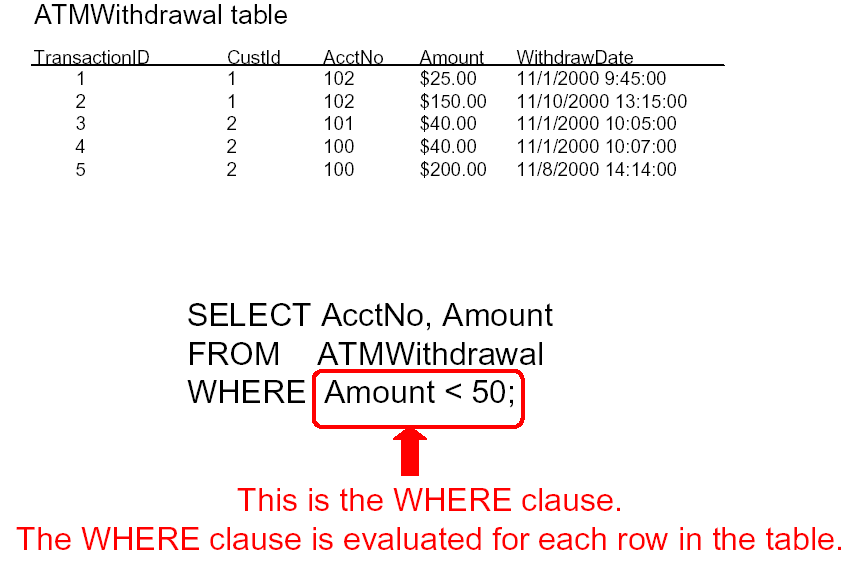 ATMWithdrawal table
TransactionID CustId AcctNo Amount WithdrawDate
1 1 102 $25.00 11/1/2000 9:45:00
2 1 102 $150.00 11/10/2000 13:15:00
3 2 101 $40.00 11/1/2000 10:05:00
4 2 100 $40.00 11/1/2000 10:07:00
5 2 100 $200.00 11/8/2000 14:14:00
SELECT AcctNo, Amount
FROM ATMWithdrawal
WHERE Amount < 50;
This is the WHERE clause.
The WHERE clause is evaluated for each row in the table.